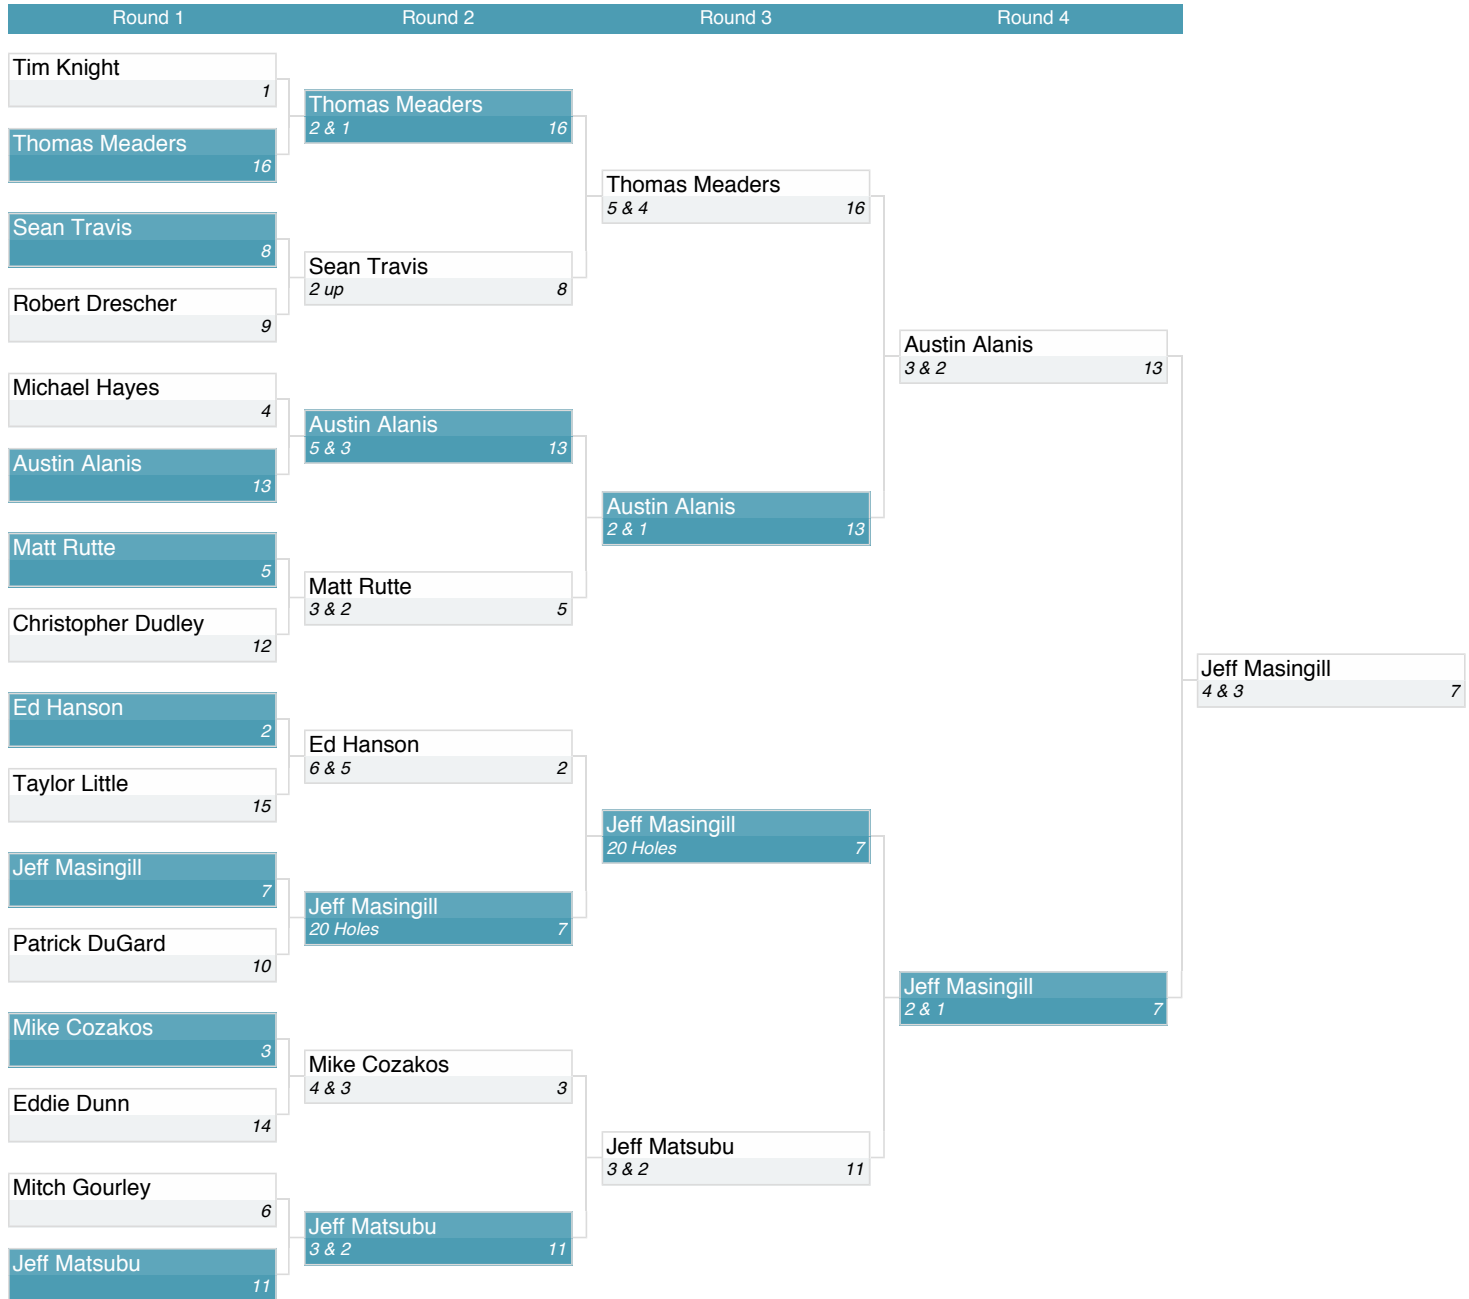 Round 1 Round 2 Round 3 Round 4
Tim Knight
1
Thomas Meaders
16
Sean Travis
8
Robert Drescher
9
Michael Hayes
4
Austin Alanis
13
Matt Rutte
5
Christopher Dudley
12
Ed Hanson
2
Taylor Little
15
Jeff Masingill
7
Patrick DuGard
10
Mike Cozakos
3
Eddie Dunn
14
Mitch Gourley
6
Jeff Matsubu
11
Thomas Meaders
2 & 1 16
Sean Travis
2 up 8
Austin Alanis
5 & 3 13
Matt Rutte
3 & 2 5
Ed Hanson
6 & 5 2
Jeff Masingill
20 Holes 7
Mike Cozakos
4 & 3 3
Jeff Matsubu
3 & 2 11
Thomas Meaders
5 & 4 16
Austin Alanis
2 & 1 13
Jeff Masingill
20 Holes 7
Jeff Matsubu
3 & 2 11
Austin Alanis
3 & 2 13
Jeff Masingill
2 & 1 7
Jeff Masingill
4 & 3 7